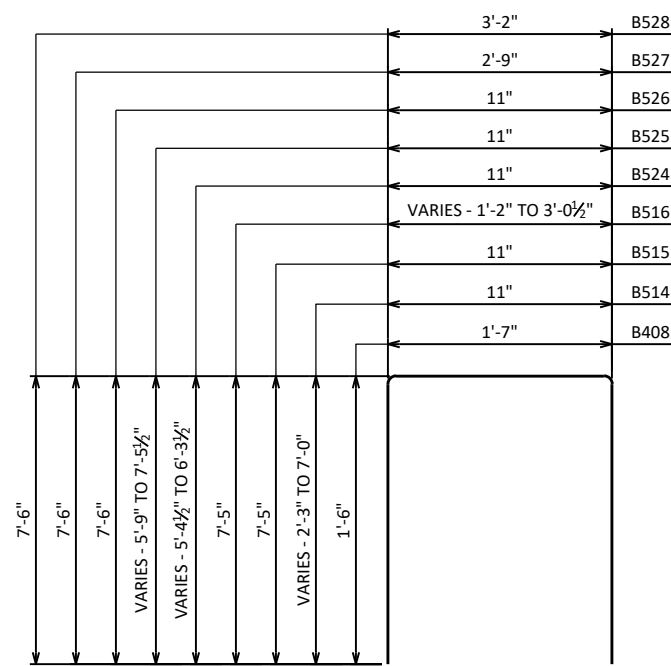 3'-2" B528
2'-9" B527
11" B526
11" B525
11" B524
VARIES - 1'-2" TO 3'-0½" B516
11" B515
11" B514
1'-7" B408
7'-6"
7'-6"
7'-6"
VARIES - 5'-9" TO 7'-5½"
VARIES - 5'-4½" TO 6'-3½"
7'-5"
7'-5"
VARIES - 2'-3" TO 7'-0"
1'-6"